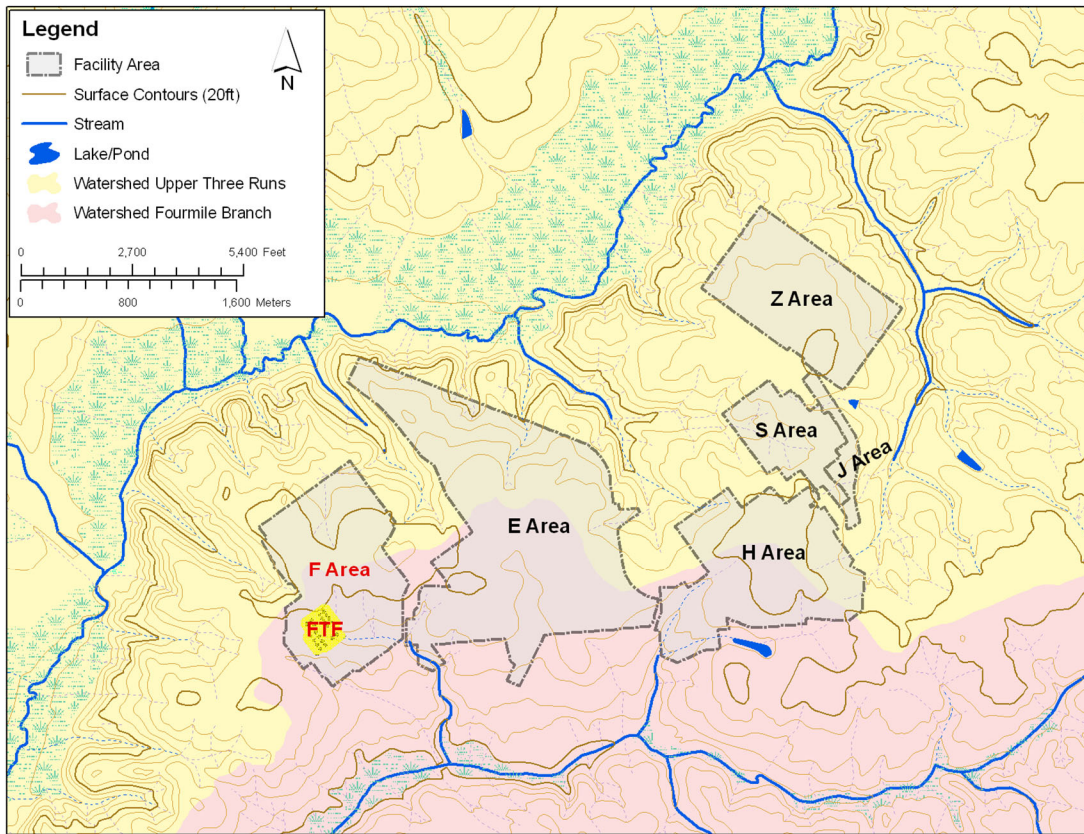 Legend
Facility Area
Surface Contours (20ft)
Stream
Lake/Pond
Watershed Upper Three Runs
Watershed Fourmile Branch
N
0 2,700 5,400 Feet
0 800 1,600 Meters
Z Area
S Area
J Area
E Area
H Area
F Area
FTF